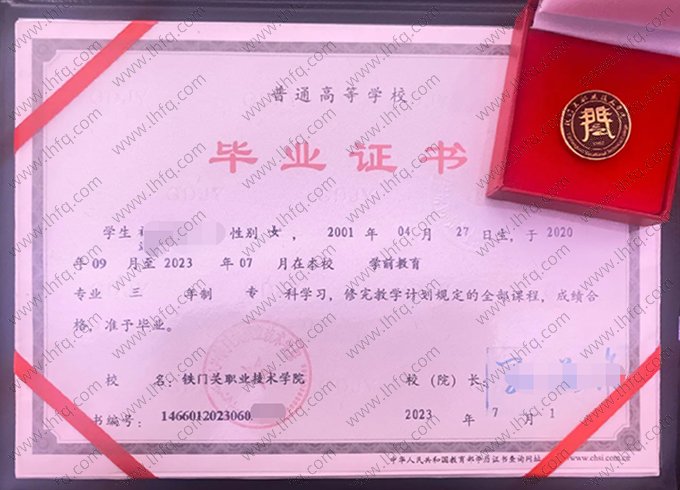 普通高等学校
毕业证书
学生 性别 女 ， 2001 年 04 月 27 日生，于 2020
年 09 月至 2023 年 07 月在本校 学前教育
专业 三 年制 专 科学习，修完教学计划规定的全部课程，成绩合
格，准予毕业。
校 名：铁门关职业技术学院 校（院）长
证书编号：1466012023060 2023 年 7 月 1
中华人民共和国教育部学历证书查询网址：www.chsi.com.cn
www.lhfq.com